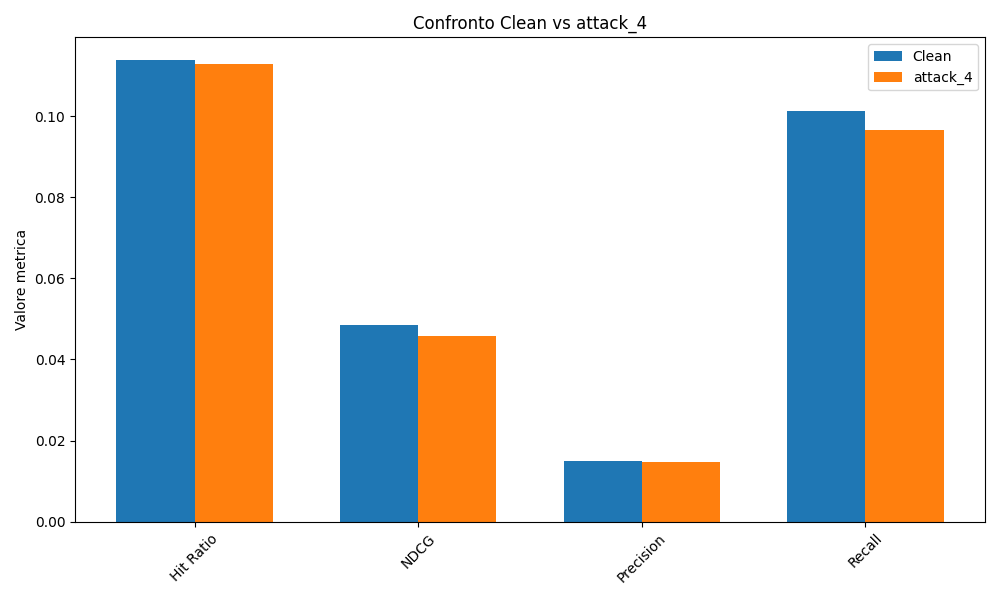 Confronto Clean vs attack_4
Clean
attack_4
Valore metrica
0.10
0.08
0.06
0.04
0.02
0.00
Hit Ratio
NDCG
Precision
Recall